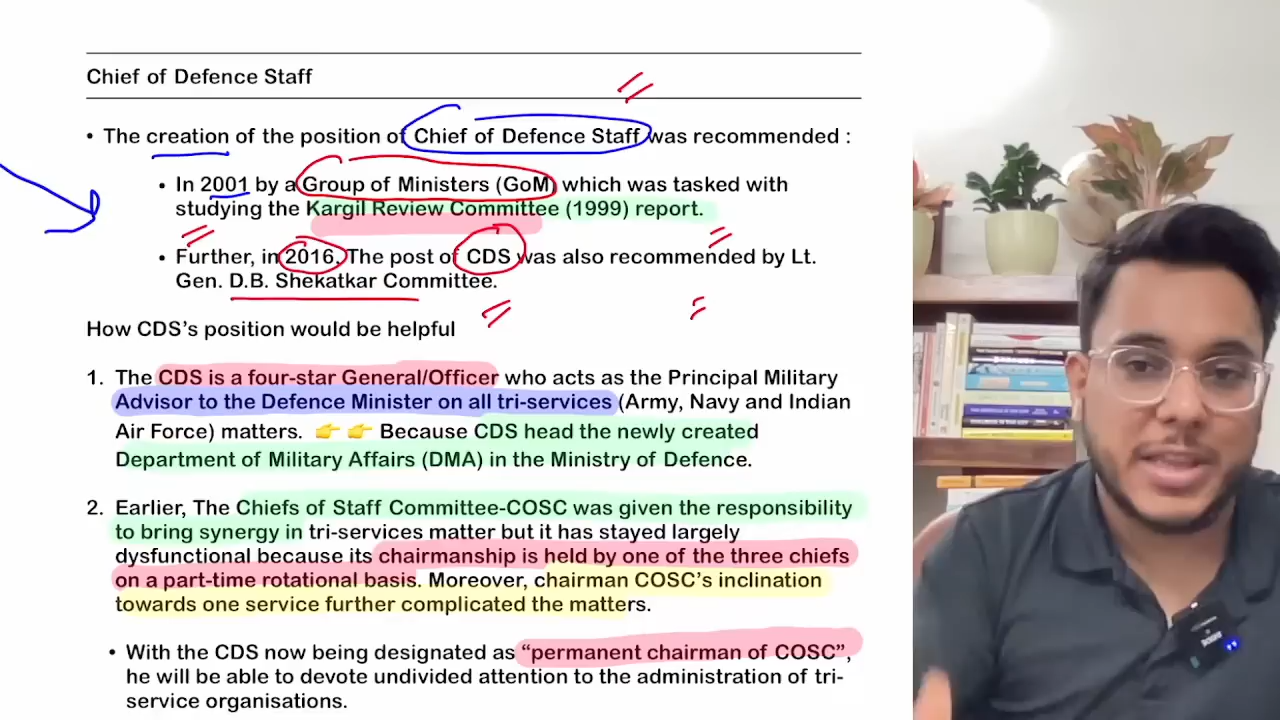 Chief of Defence Staff
• The creation of the position of Chief of Defence Staff was recommended :
• In 2001 by a Group of Ministers (GoM) which was tasked with
studying the Kargil Review Committee (1999) report.
• Further, in 2016, The post of CDS was also recommended by Lt.
Gen. D.B. Shekatkar Committee.
How CDS's position would be helpful
1. The CDS is a four-star General/Officer who acts as the Principal Military
Advisor to the Defence Minister on all tri-services (Army, Navy and Indian
Air Force) matters. 👉 👉 Because CDS head the newly created
Department of Military Affairs (DMA) in the Ministry of Defence.
2. Earlier, The Chiefs of Staff Committee-COSC was given the responsibility
to bring synergy in tri-services matter but it has stayed largely
dysfunctional because its chairmanship is held by one of the three chiefs
on a part-time rotational basis. Moreover, chairman COSC's inclination
towards one service further complicated the matters.
• With the CDS now being designated as “permanent chairman of COSC”,
he will be able to devote undivided attention to the administration of tri-
service organisations.